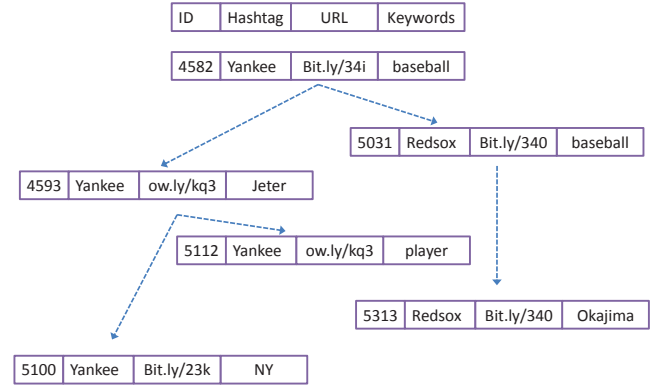 ID Hashtag URL Keywords
4582 Yankee Bit.ly/34i baseball
5031 Redsox Bit.ly/340 baseball
4593 Yankee ow.ly/kq3 Jeter
5112 Yankee ow.ly/kq3 player
5313 Redsox Bit.ly/340 Okajima
5100 Yankee Bit.ly/23k NY